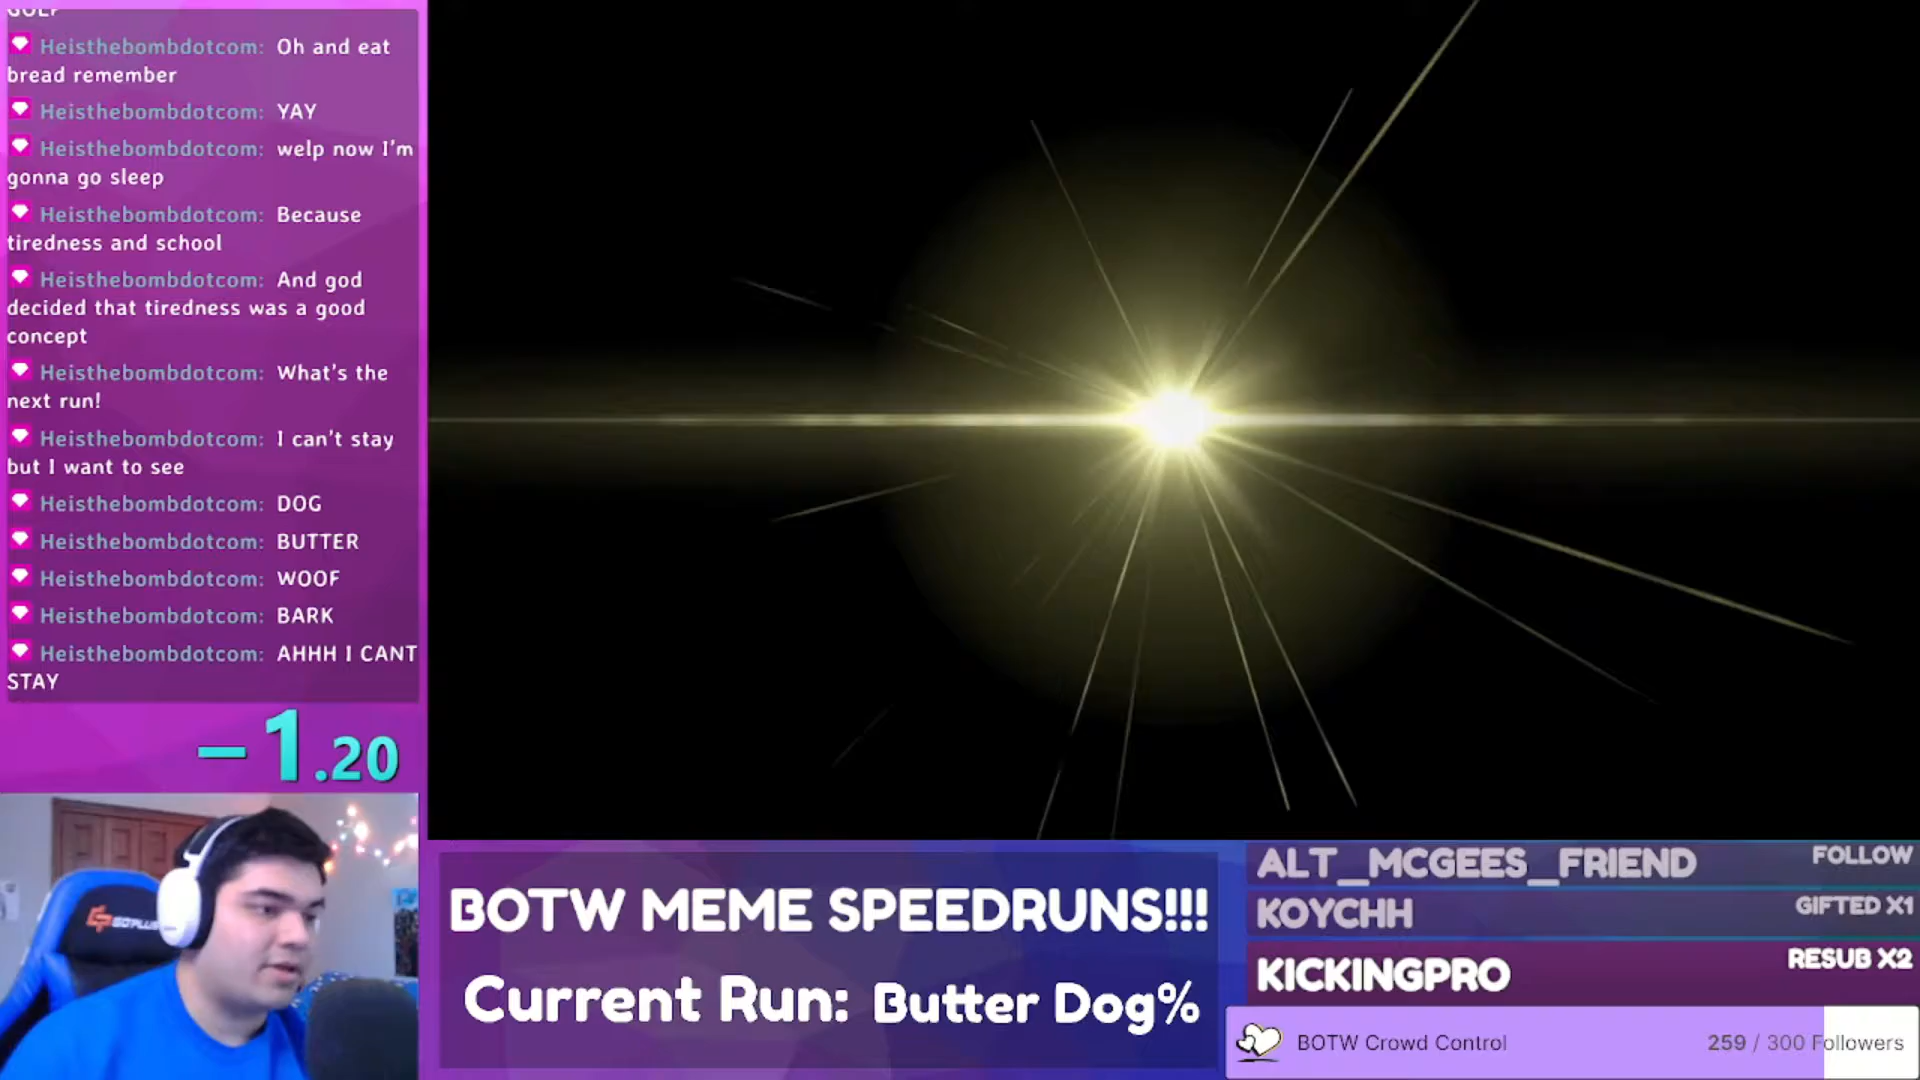 GOLF
Heisthebombdotcom: Oh and eat
bread remember
Heisthebombdotcom: YAY
Heisthebombdotcom: welp now I'm
gonna go sleep
Heisthebombdotcom: Because
tiredness and school
Heisthebombdotcom: And god
decided that tiredness was a good
concept
Heisthebombdotcom: What's the
next run!
Heisthebombdotcom: I can't stay
but I want to see
Heisthebombdotcom: DOG
Heisthebombdotcom: BUTTER
Heisthebombdotcom: WOOF
Heisthebombdotcom: BARK
Heisthebombdotcom: AHHH I CANT
STAY
-1.20
GTPLUS
BOTW MEME SPEEDRUNS!!!
Current Run: Butter Dog%
ALT_MCGEES_FRIEND FOLLOW
KOYCHH GIFTED X1
KICKINGPRO RESUB X2
BOTW Crowd Control 259 / 300 Followers